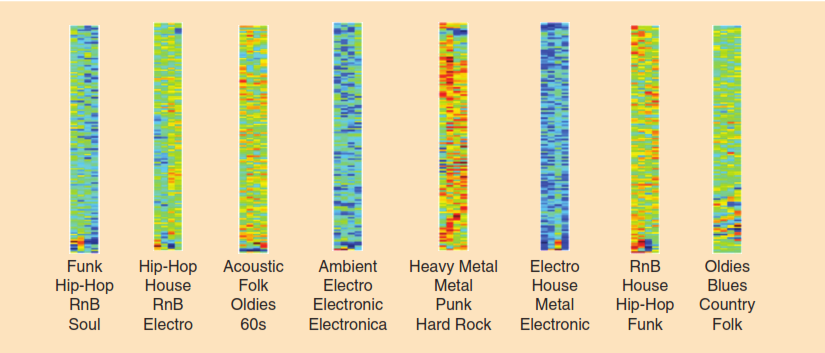 Funk Hip-Hop Acoustic Ambient Heavy Metal Electro RnB Oldies
Hip-Hop House Folk Electro Metal House House Blues
RnB RnB Oldies Electronic Punk Metal Hip-Hop Country
Soul Electro 60s Electronica Hard Rock Electronic Funk Folk